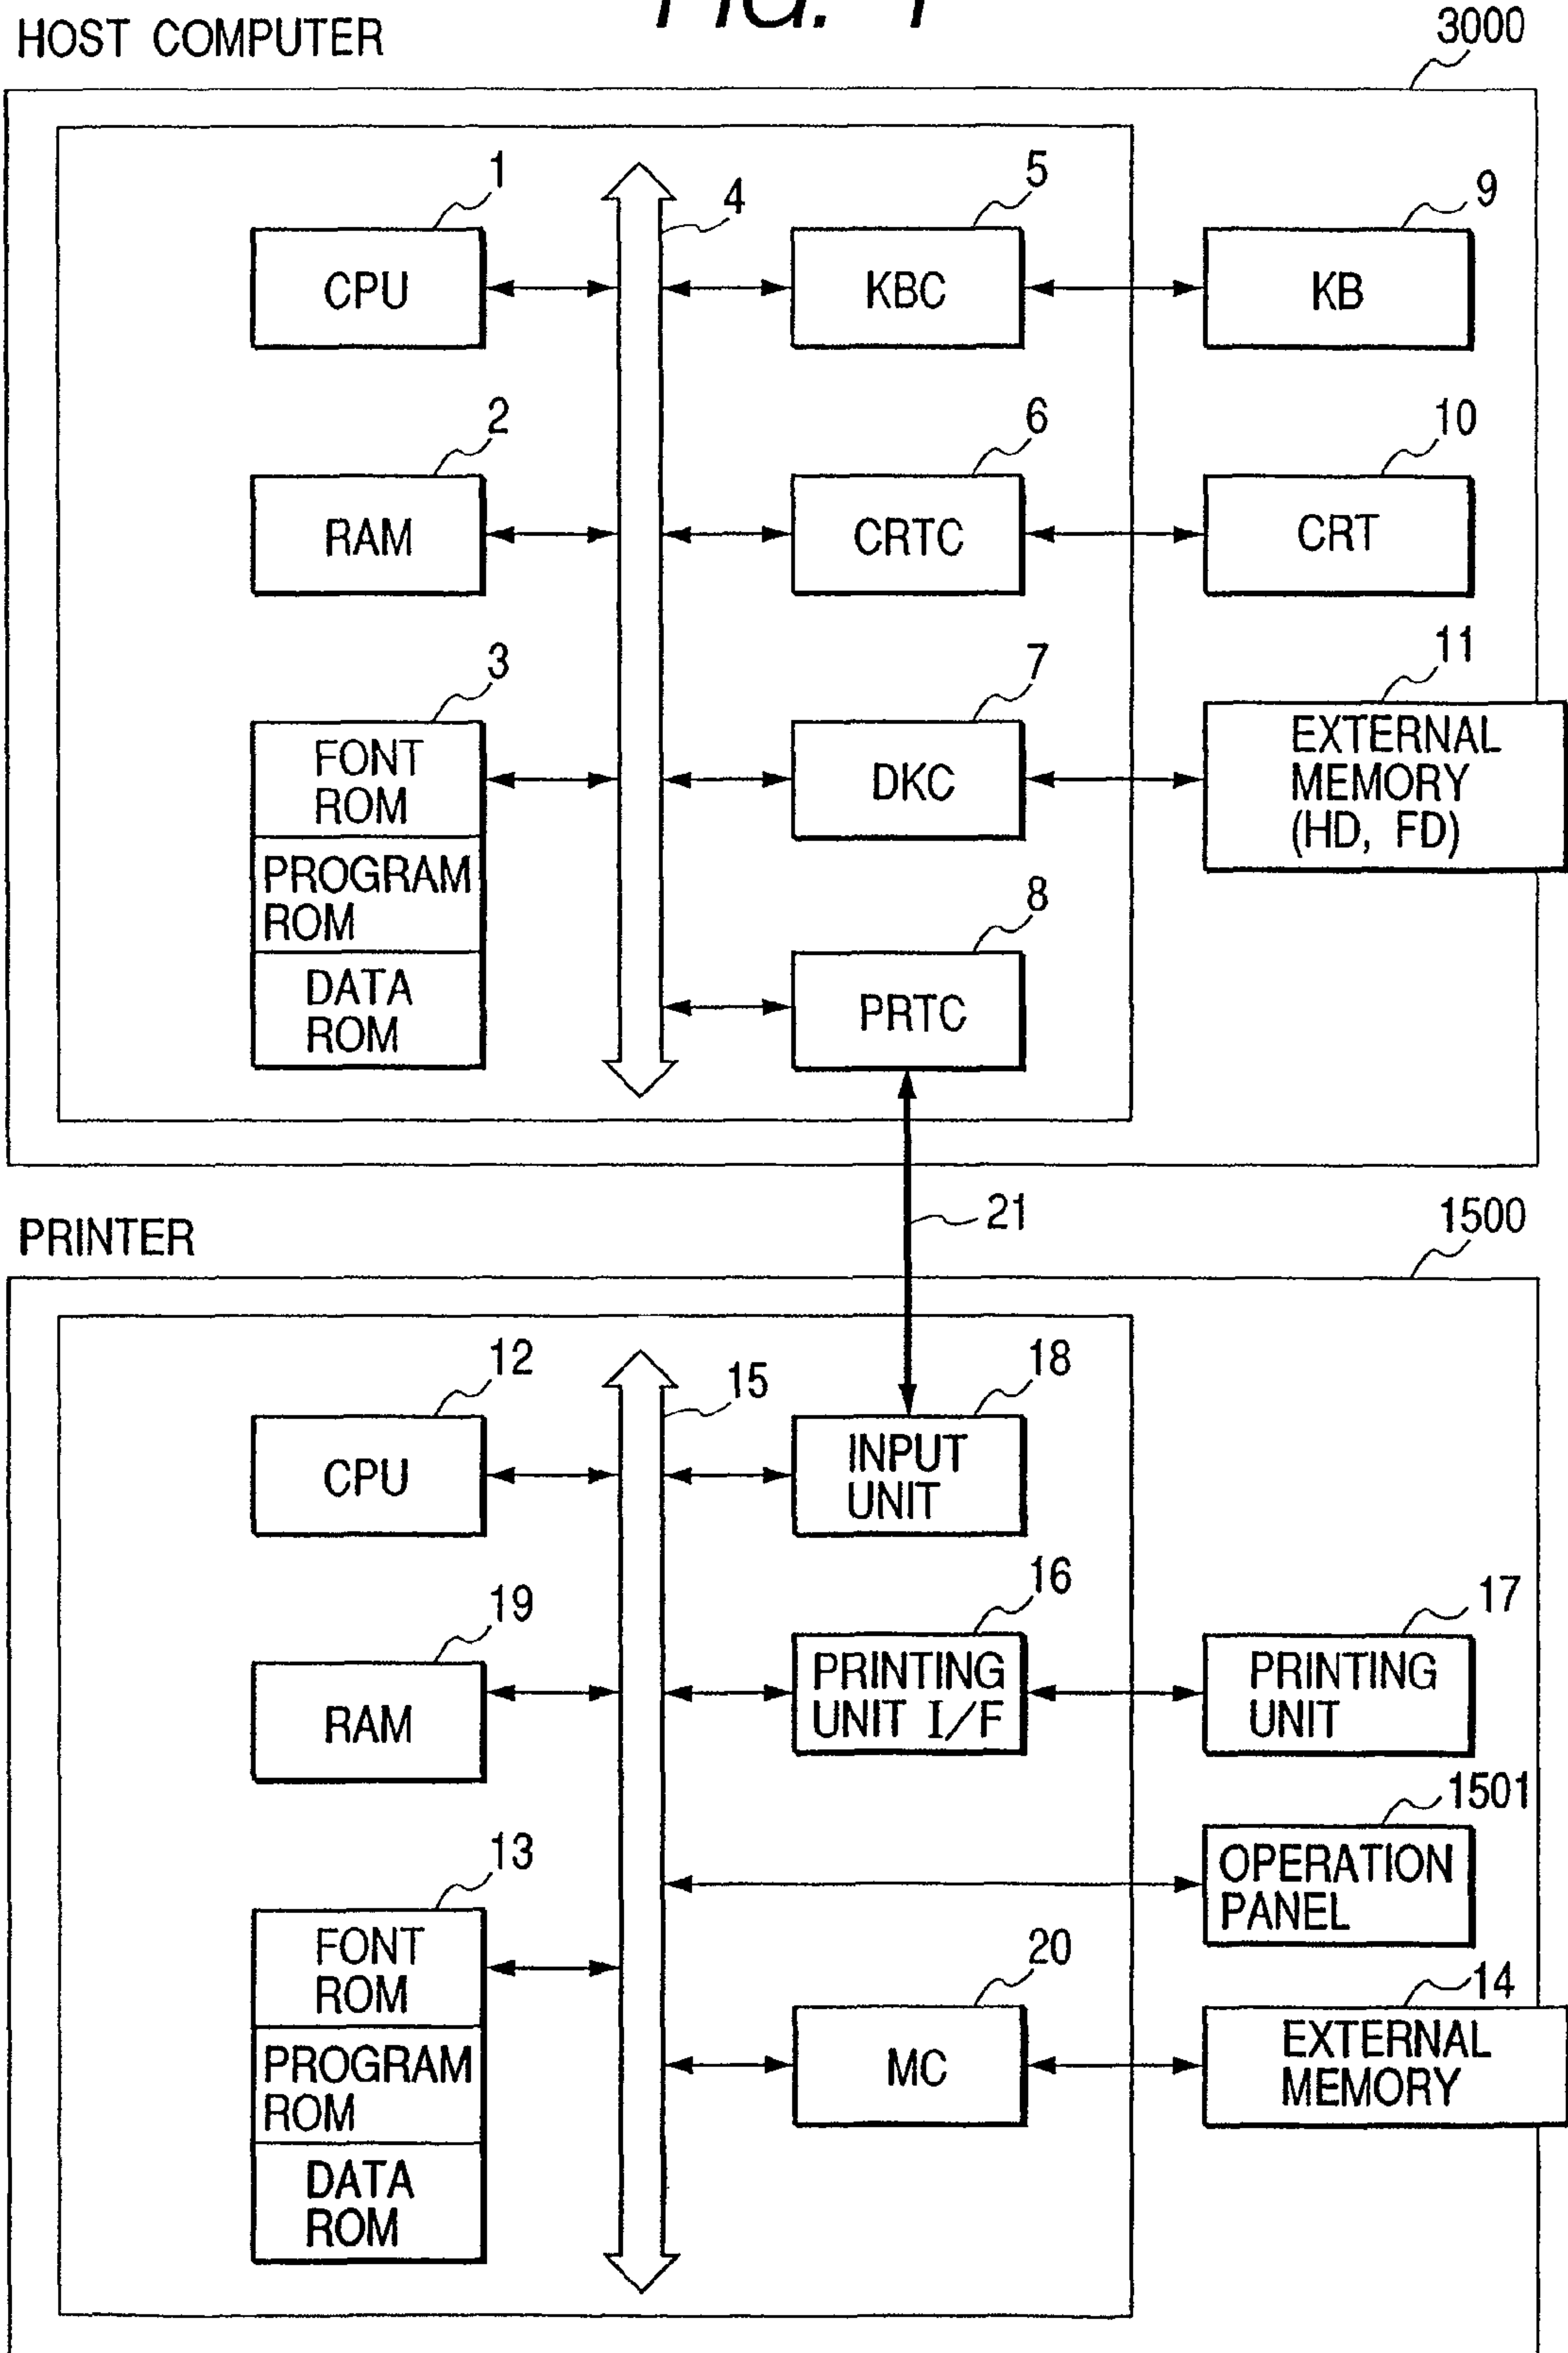 FIG. 1
HOST COMPUTER
3000
1
4
5
9
CPU
KBC
KB
2
6
10
RAM
CRTC
CRT
3
7
11
FONT
ROM
DKC
EXTERNAL
MEMORY
(HD, FD)
PROGRAM
ROM
8
DATA
ROM
PRTC
21
PRINTER
1500
12
15
18
CPU
INPUT
UNIT
19
16
17
RAM
PRINTING
UNIT I/F
PRINTING
UNIT
1501
OPERATION
PANEL
13
FONT
ROM
20
14
PROGRAM
ROM
MC
EXTERNAL
MEMORY
DATA
ROM